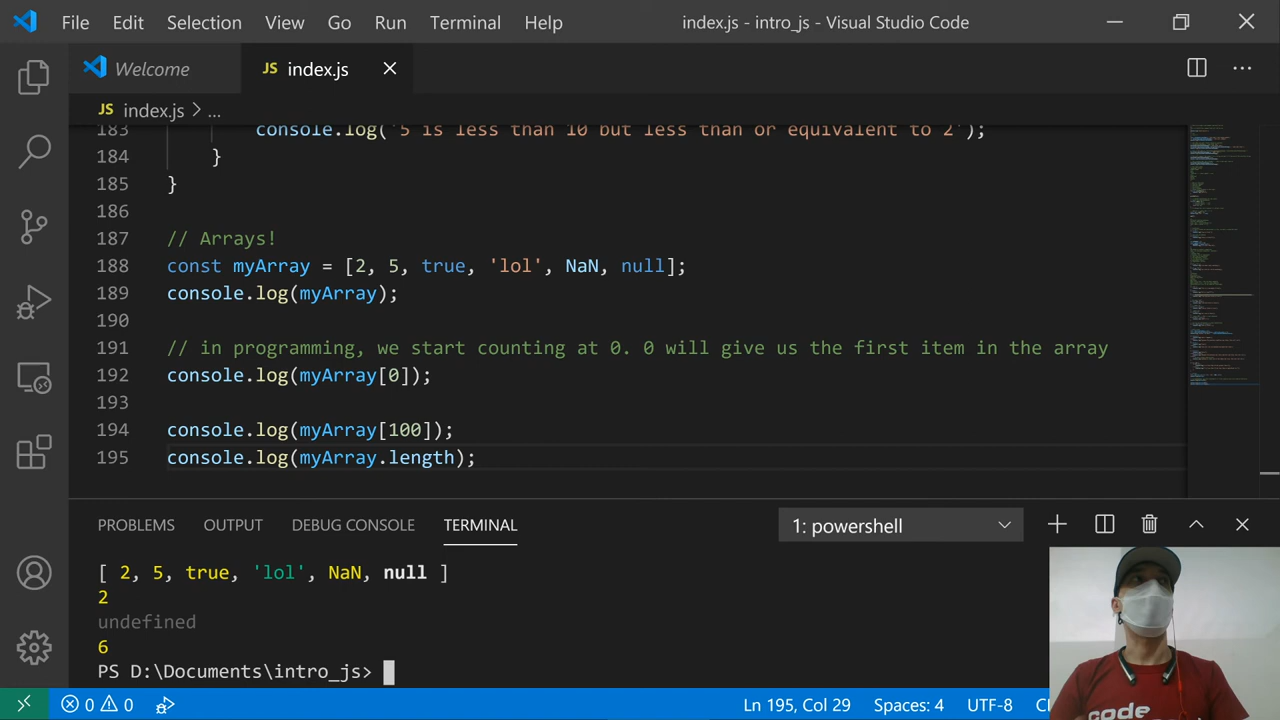 File Edit Selection View Go Run Terminal Help index.js - intro_js - Visual Studio Code
Welcome JS index.js
JS index.js > ...
183 console.log('5 is less than 10 but less than or equivalent to 2');
184 }
185 }
186
187 // Arrays!
188 const myArray = [2, 5, true, 'lol', NaN, null];
189 console.log(myArray);
190
191 // in programming, we start counting at 0. 0 will give us the first item in the array
192 console.log(myArray[0]);
193
194 console.log(myArray[100]);
195 console.log(myArray.length);
PROBLEMS OUTPUT DEBUG CONSOLE TERMINAL 1: powershell
[ 2, 5, true, 'lol', NaN, null ]
2
undefined
6
PS D:\Documents\intro_js>
0 0 Ln 195, Col 29 Spaces: 4 UTF-8
code